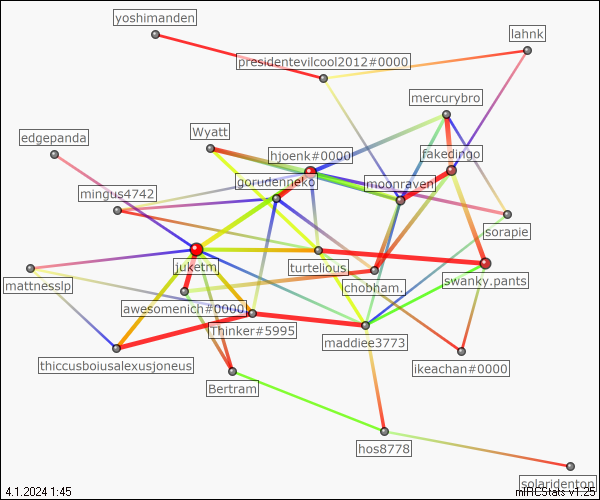 yoshimanden
lahnk
presidentevilcool2012#0000
mercurybro
Wyatt
edgepanda
hjoenk#0000
fakedingo
gordenneko
moonraven
mingus4742
sorapie
juketm
turtelious
chobham.
swanky.pants
mattnesslp
awesomenich#0000
Thinker#5995
maddiee3773
thiccusboiusalexusjoneus
ikeachan#0000
Bertram
hos8778
solaridenton
4.1.2024 1:45
mIRCStats v1.25